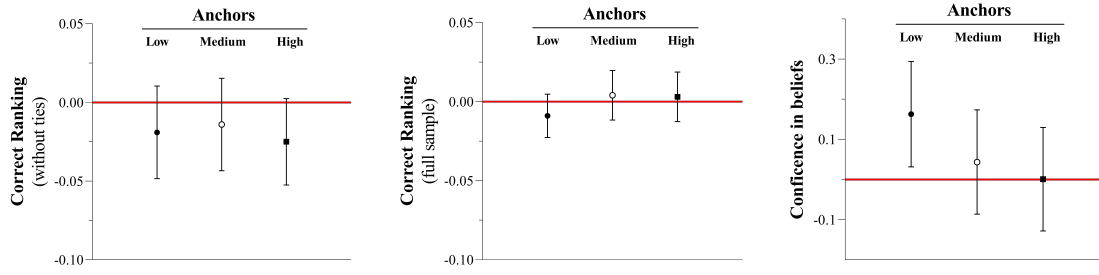 Anchors
Low Medium High
0.05
0.00
-0.05
-0.10
Correct Ranking
(without ties)
Anchors
Low Medium High
0.05
0.00
-0.05
-0.10
Correct Ranking
(full sample)
Anchors
Low Medium High
0.3
0.1
-0.1
Conficence in beliefs